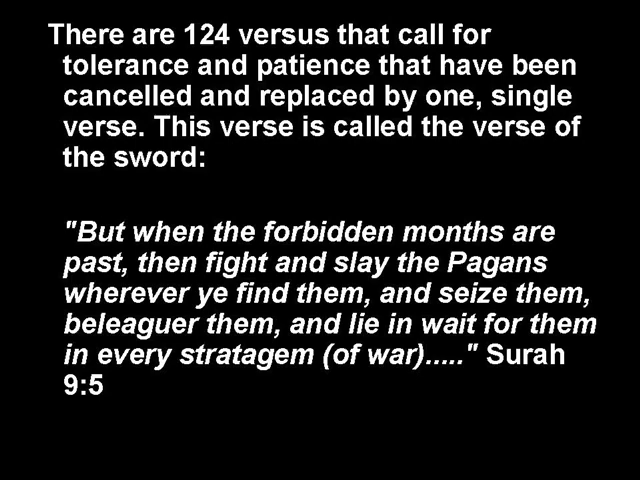 There are 124 versus that call for
tolerance and patience that have been
cancelled and replaced by one, single
verse. This verse is called the verse of
the sword:
"But when the forbidden months are
past, then fight and slay the Pagans
wherever ye find them, and seize them,
beleaguer them, and lie in wait for them
in every stratagem (of war)....." Surah
9:5